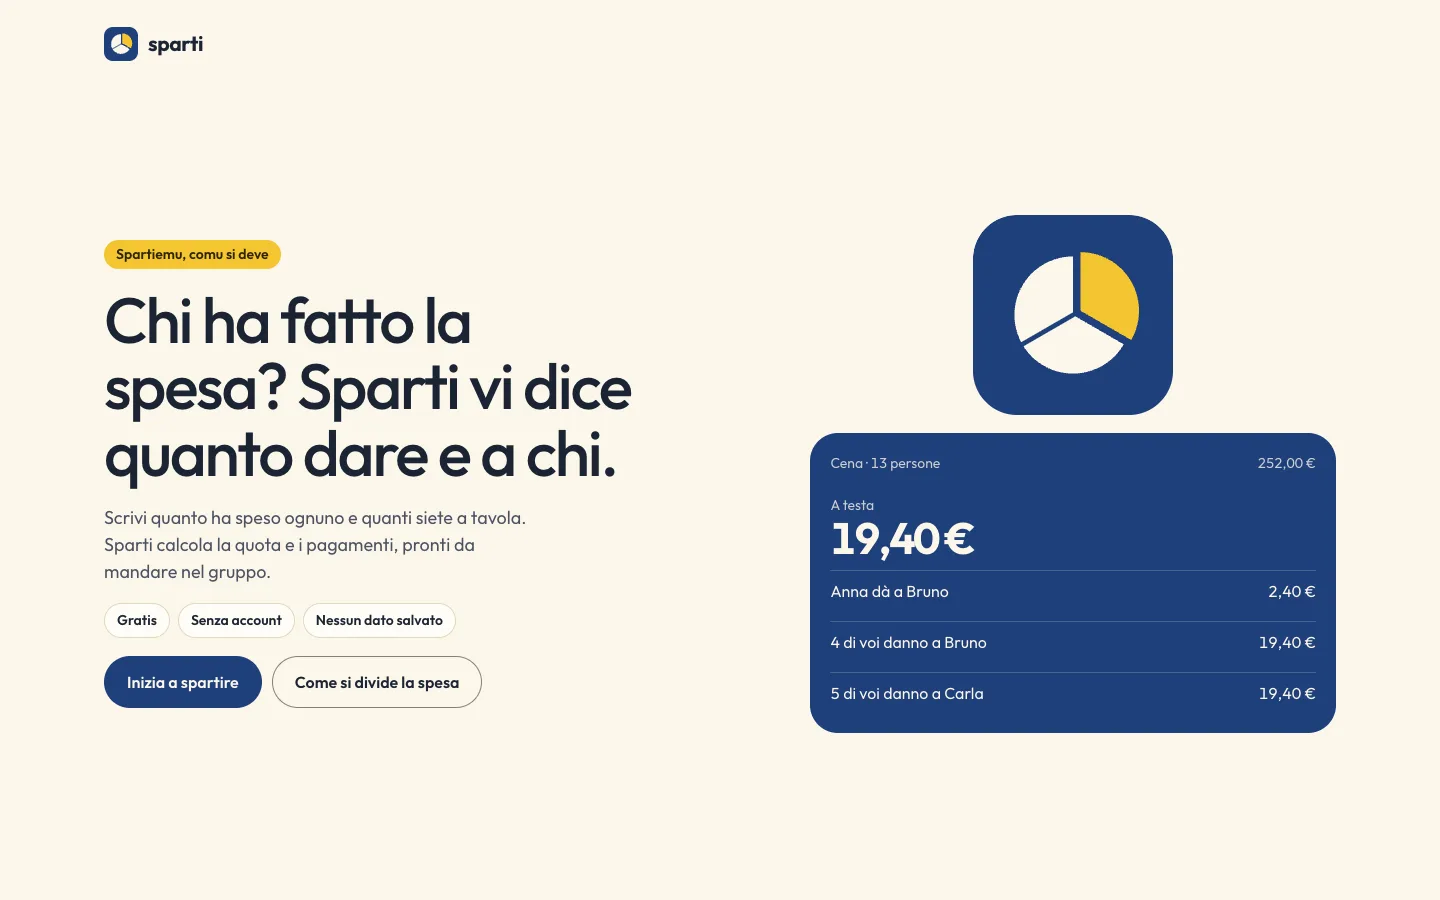 sparti
Spartiemu, comu si deve
Chi ha fatto la
spesa? Sparti vi dice
quanto dare e a chi.
Scrivi quanto ha speso ognuno e quanti siete a tavola.
Sparti calcola la quota e i pagamenti, pronti da
mandare nel gruppo.
Gratis
Senza account
Nessun dato salvato
Inizia a spartire
Come si divide la spesa
Cena · 13 persone
252,00 €
A testa
19,40 €
Anna dà a Bruno
2,40 €
4 di voi danno a Bruno
19,40 €
5 di voi danno a Carla
19,40 €